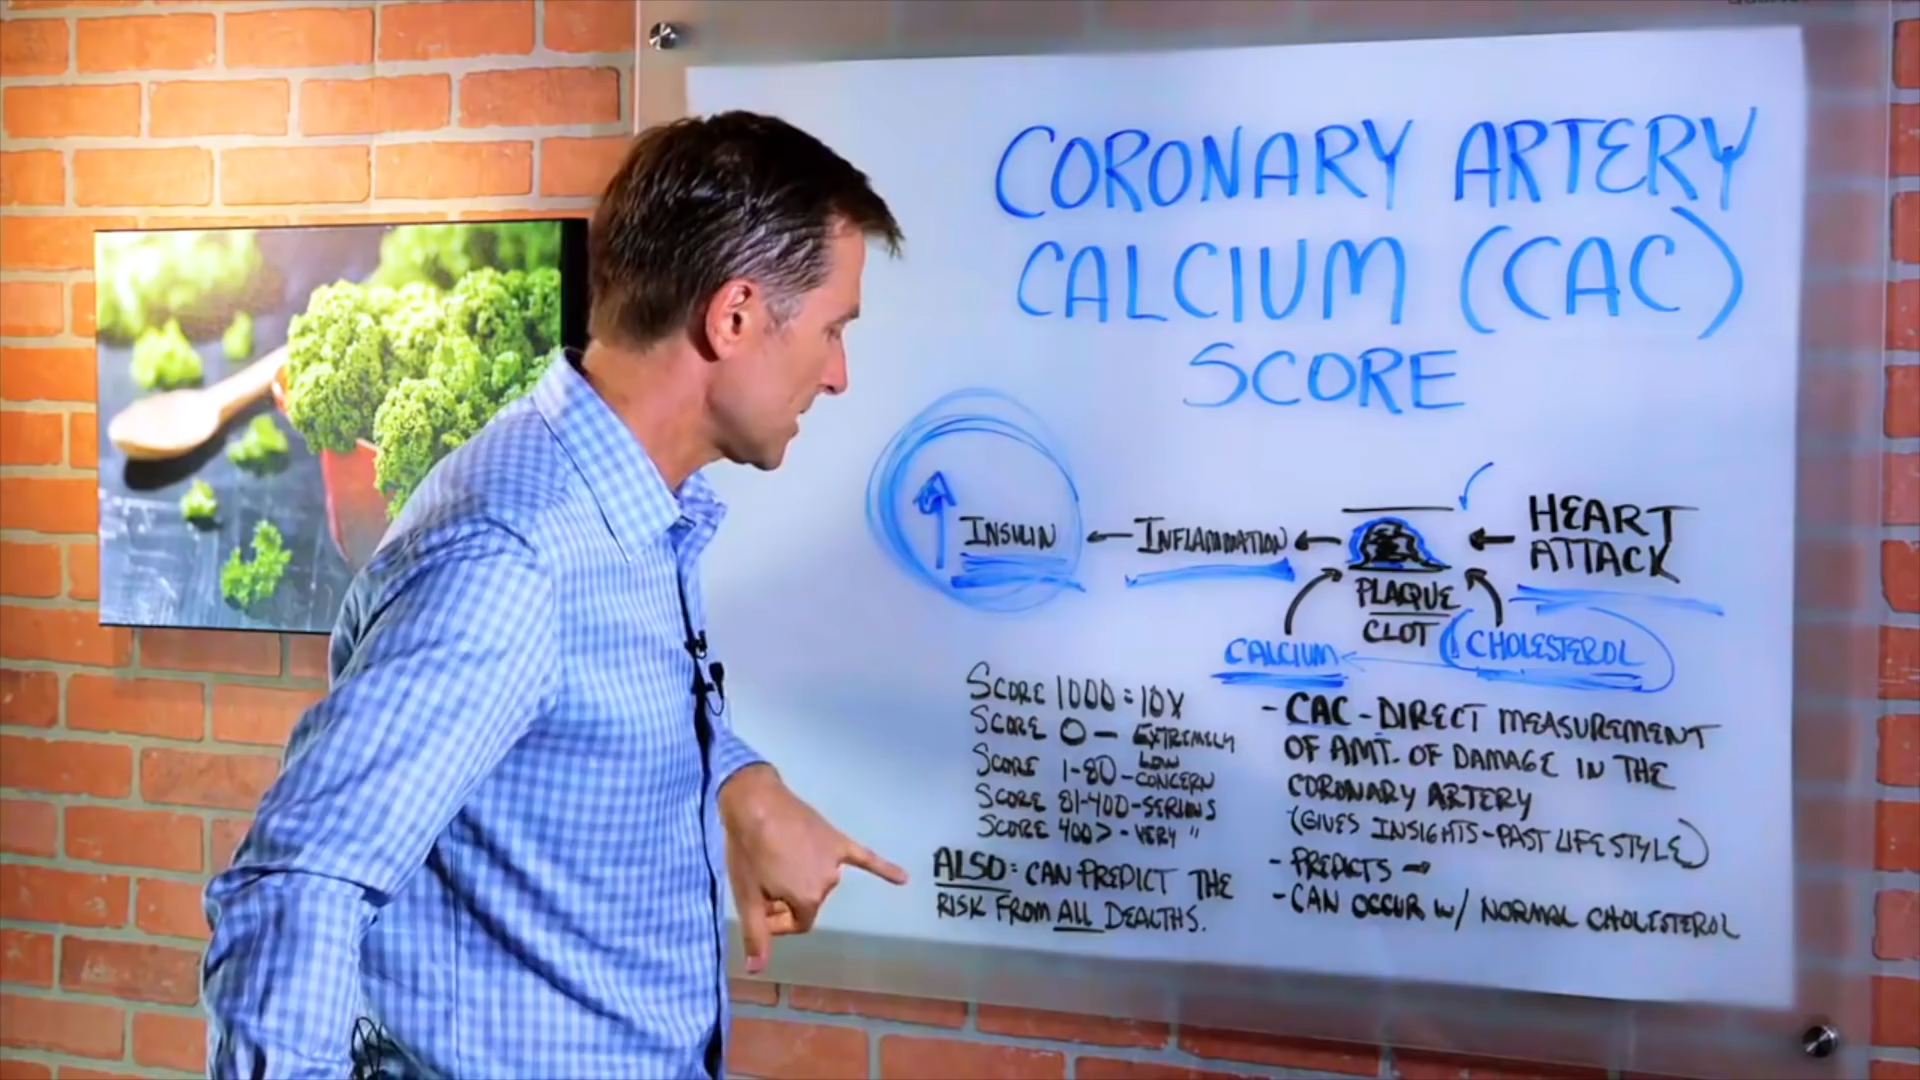 CORONARY ARTERY
CALCIUM (CAC)
SCORE
INSULIN ← INFLAMMATION ← ← HEART
ATTACK
PLAQUE
CLOT
CALCIUM ← CHOLESTEROL
SCORE 1000 = 10X
SCORE 0 — EXTREMELY
LOW
SCORE 1-80 - CONCERN
SCORE 81-400 - SERIOUS
SCORE 400> - VERY "
ALSO: CAN PREDICT THE
RISK FROM ALL DEATHS.
- CAC - DIRECT MEASUREMENT
OF AMT. OF DAMAGE IN THE
CORONARY ARTERY
(GIVES INSIGHTS - PAST LIFESTYLE)
- PREDICTS →
- CAN OCCUR W/ NORMAL CHOLESTEROL